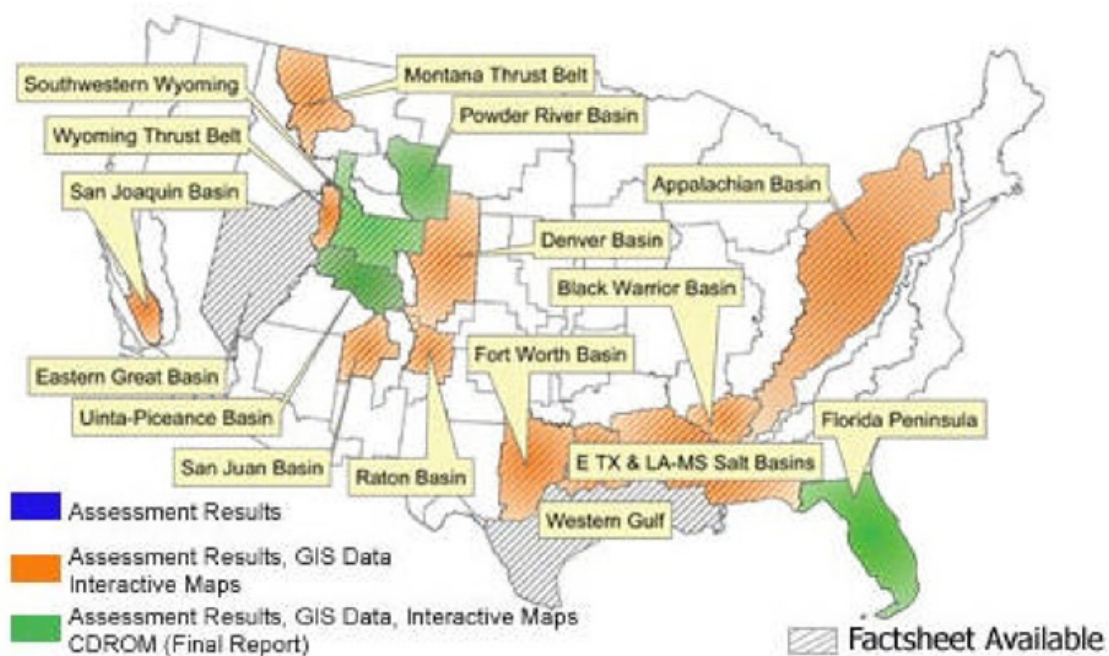 Southwestern Wyoming
Montana Thrust Belt
Powder River Basin
Wyoming Thrust Belt
San Joaquin Basin
Appalachian Basin
Denver Basin
Black Warrior Basin
Fort Worth Basin
Eastern Great Basin
Uinta-Piceance Basin
Florida Peninsula
San Juan Basin
Raton Basin
E TX & LA-MS Salt Basins
Western Gulf
Assessment Results
Assessment Results, GIS Data
Interactive Maps
Assessment Results, GIS Data, Interactive Maps
CDROM (Final Report)
Factsheet Available